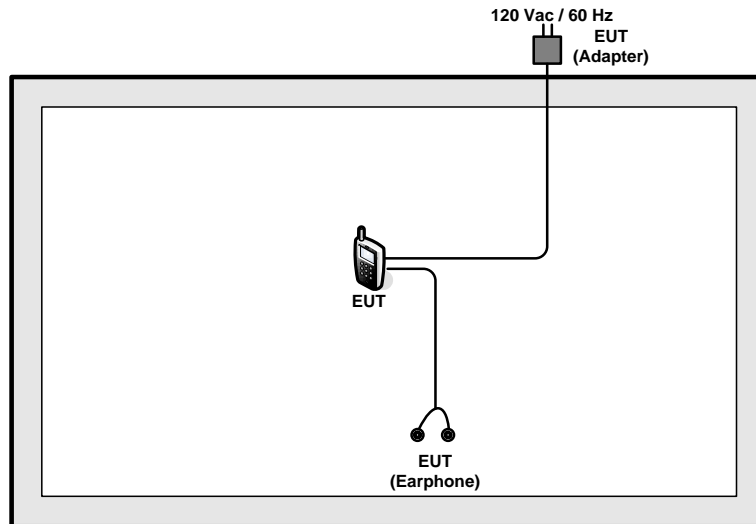 120 Vac / 60 Hz
EUT
(Adapter)
EUT
EUT
(Earphone)